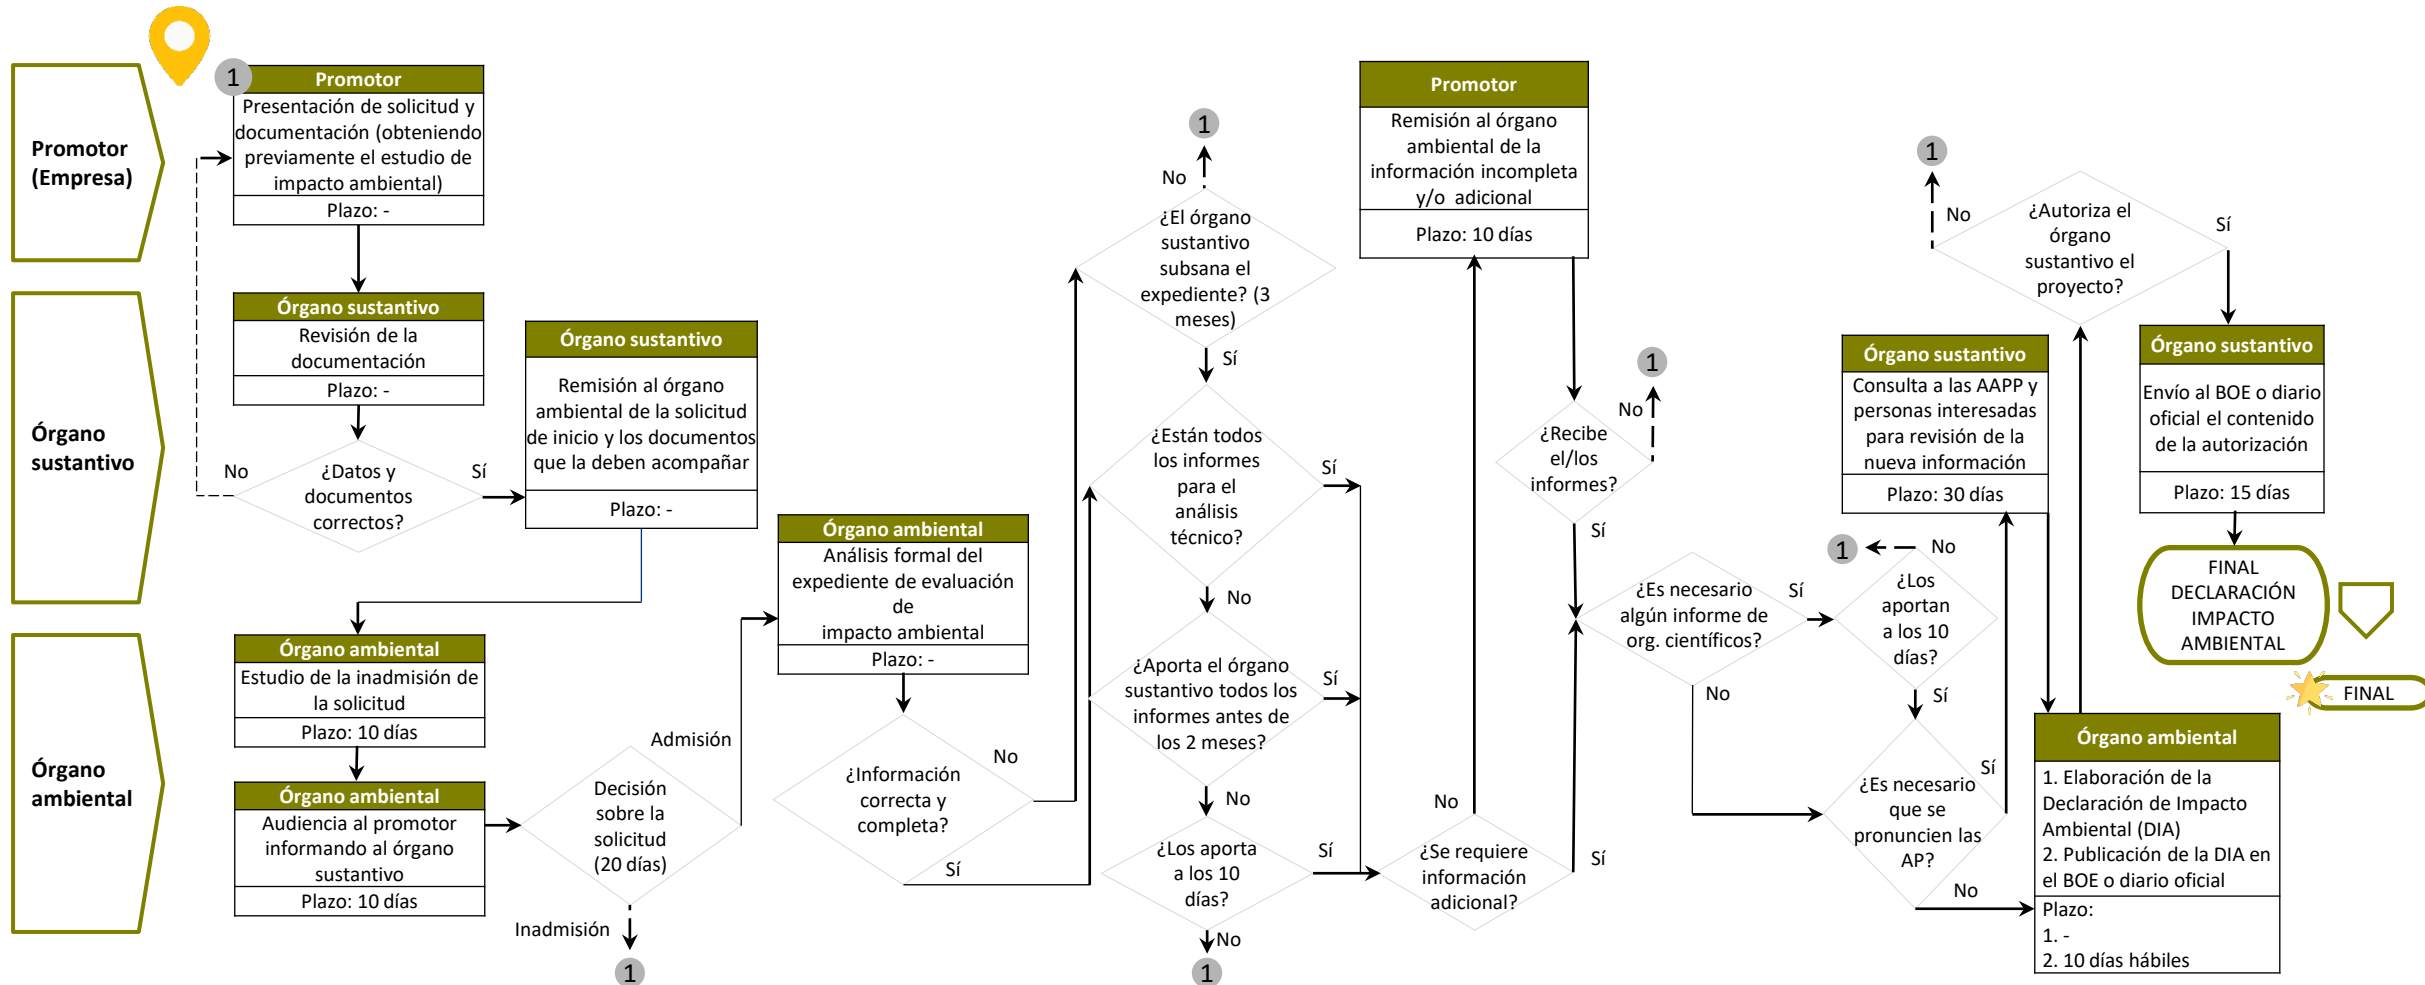 Promotor
(Empresa)
Órgano
sustantivo
Órgano
ambiental
1
Promotor
Presentación de solicitud y
documentación (obteniendo
previamente el estudio de
impacto ambiental)
Plazo: -
Órgano sustantivo
Revisión de la
documentación
Plazo: -
No
¿Datos y
documentos
correctos?
Sí
Órgano sustantivo
Remisión al órgano
ambiental de la solicitud
de inicio y los documentos
que la deben acompañar
Plazo: -
Órgano ambiental
Estudio de la inadmisión de
la solicitud
Plazo: 10 días
Órgano ambiental
Audiencia al promotor
informando al órgano
sustantivo
Plazo: 10 días
Decisión
sobre la
solicitud
(20 días)
Admisión
Inadmisión
1
Órgano ambiental
Análisis formal del
expediente de evaluación
de
impacto ambiental
Plazo: -
¿Información
correcta y
completa?
No
Sí
1
No
¿El órgano
sustantivo
subsana el
expediente? (3
meses)
Sí
¿Están todos
los informes
para el
análisis
técnico?
Sí
No
¿Aporta el órgano
sustantivo todos los
informes antes de
los 2 meses?
Sí
No
¿Los aporta
a los 10
días?
Sí
No
1
¿Se requiere
información
adicional?
No
Sí
Promotor
Remisión al órgano
ambiental de la
información incompleta
y/o adicional
Plazo: 10 días
1
No
¿Recibe
el/los
informes?
Sí
¿Es necesario
algún informe de
org. científicos?
Sí
No
1
No
¿Los
aportan
a los 10
días?
Sí
¿Es necesario
que se
pronuncien las
AP?
Sí
No
Órgano sustantivo
Consulta a las AAPP y
personas interesadas
para revisión de la
nueva información
Plazo: 30 días
Órgano ambiental
1. Elaboración de la
Declaración de Impacto
Ambiental (DIA)
2. Publicación de la DIA en
el BOE o diario oficial
Plazo:
1. -
2. 10 días hábiles
1
No
¿Autoriza el
órgano
sustantivo el
proyecto?
Sí
Órgano sustantivo
Envío al BOE o diario
oficial el contenido
de la autorización
Plazo: 15 días
FINAL
DECLARACIÓN
IMPACTO
AMBIENTAL
FINAL